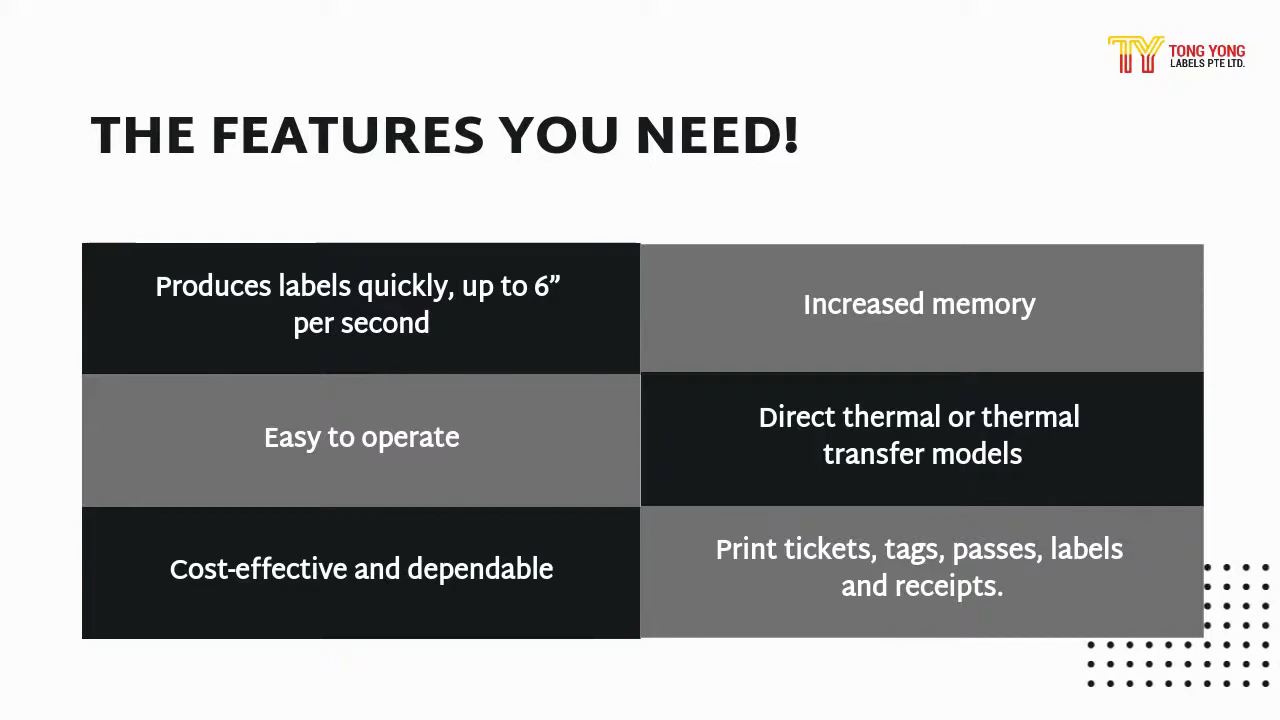 TY TONG YONG
LABELS PTE LTD.
THE FEATURES YOU NEED!
Produces labels quickly, up to 6”
per second
Increased memory
Easy to operate
Direct thermal or thermal
transfer models
Cost-effective and dependable
Print tickets, tags, passes, labels
and receipts.